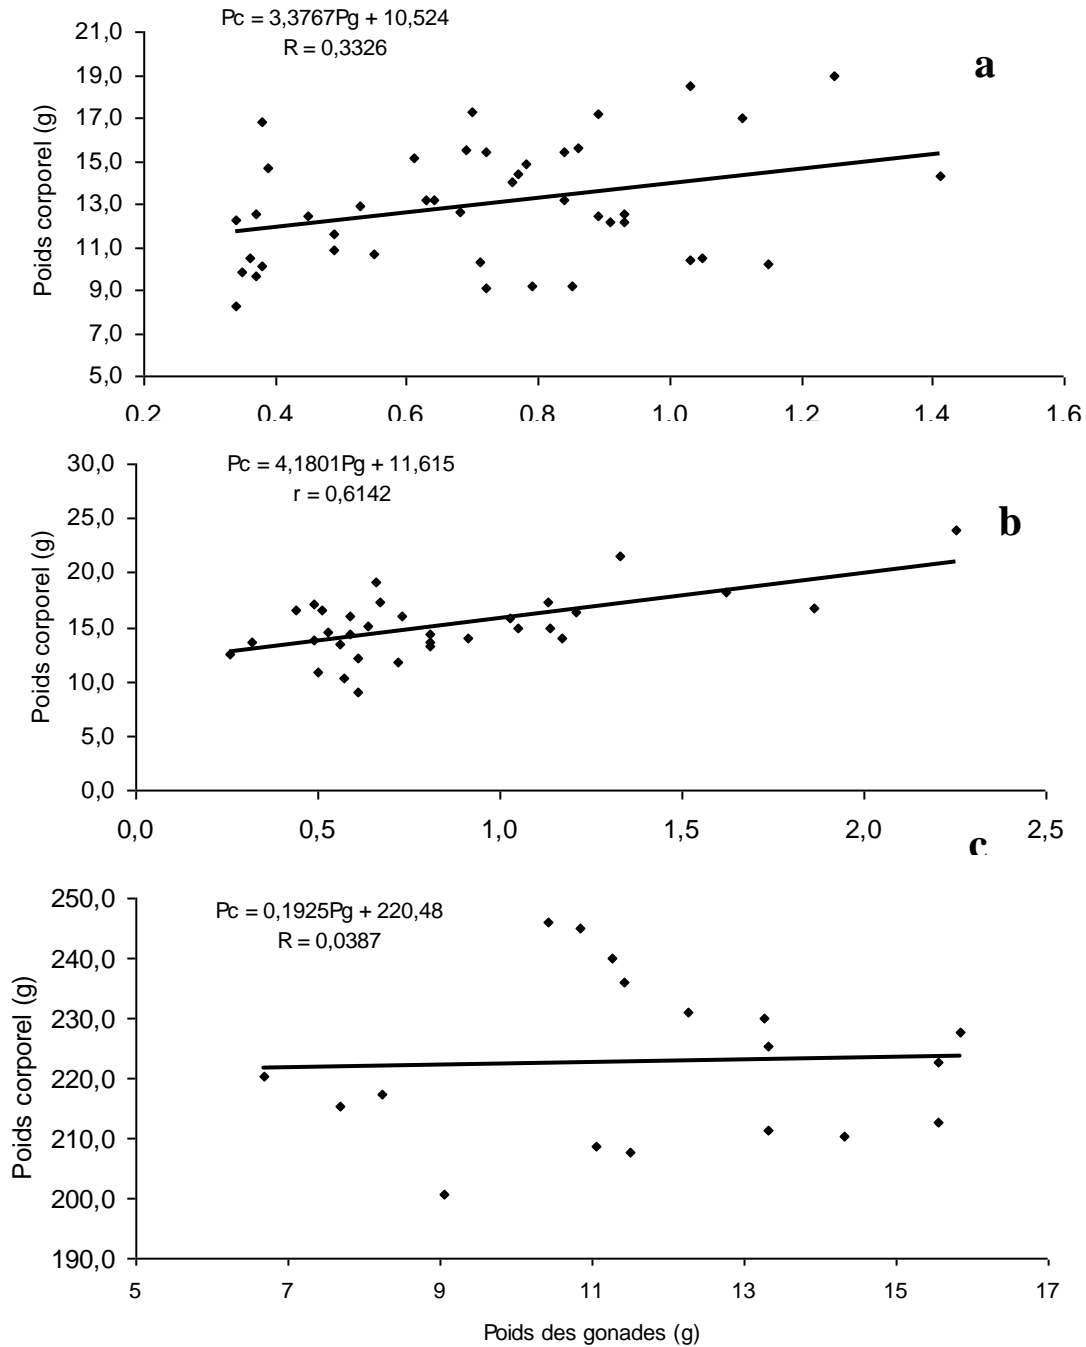 Pc = 3,3767Pg + 10,524
R = 0,3326
a
21,0
19,0
17,0
15,0
13,0
11,0
9,0
7,0
5,0
Poids corporel (g)
0,2 0,4 0,6 0,8 1,0 1,2 1,4 1,6
Pc = 4,1801Pg + 11,615
r = 0,6142
b
30,0
25,0
20,0
15,0
10,0
5,0
0,0
Poids corporel (g)
0,0 0,5 1,0 1,5 2,0 2,5
c
Pc = 0,1925Pg + 220,48
R = 0,0387
250,0
240,0
230,0
220,0
210,0
200,0
190,0
Poids corporel (g)
5 7 9 11 13 15 17
Poids des gonades (g)